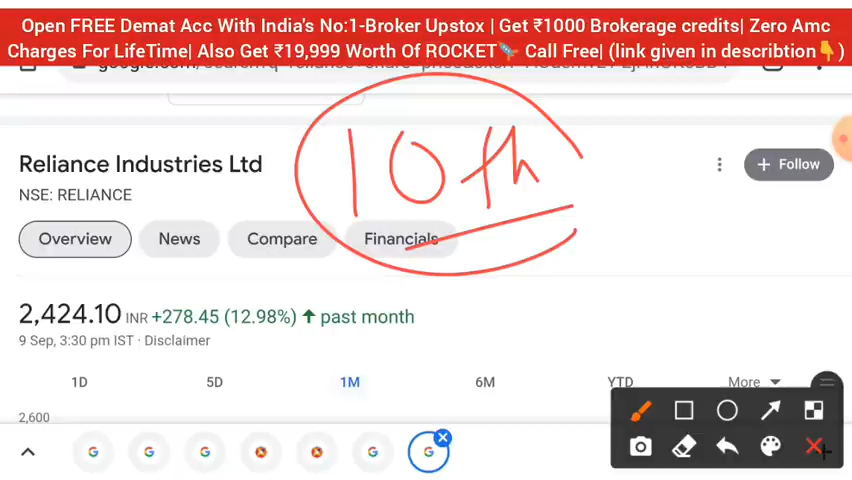 Open FREE Demat Acc With India's No:1-Broker Upstox | Get ₹1000 Brokerage credits| Zero Amc
Charges For LifeTime| Also Get ₹19,999 Worth Of ROCKET🚀 Call Free| (link given in describtion👇)
10th
Reliance Industries Ltd
+ Follow
NSE: RELIANCE
Overview News Compare Financials
2,424.10 INR +278.45 (12.98%) ↑ past month
9 Sep, 3:30 pm IST · Disclaimer
1D 5D 1M 6M YTD More
2,600